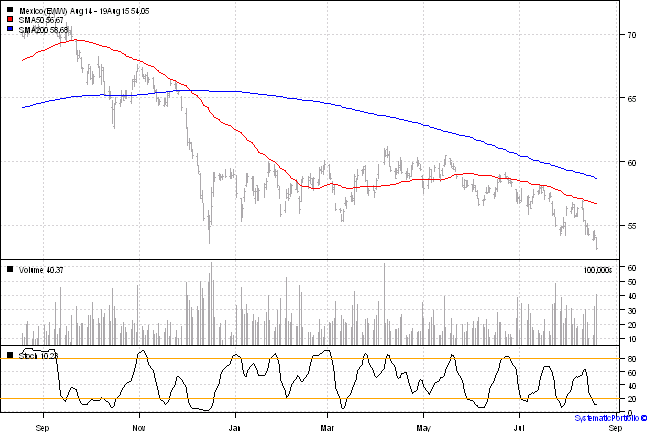 Mexico(EWW) Aug14 - 19Aug15 54.05
SMA50 56.67
SMA200 58.68
70
65
60
55
Volume 40.37
100,000s
60
50
40
30
20
10
Stoch 10.23
80
60
40
20
0
SystematicPortfolio ©
Sep
Nov
Jan
Mar
May
Jul
Sep